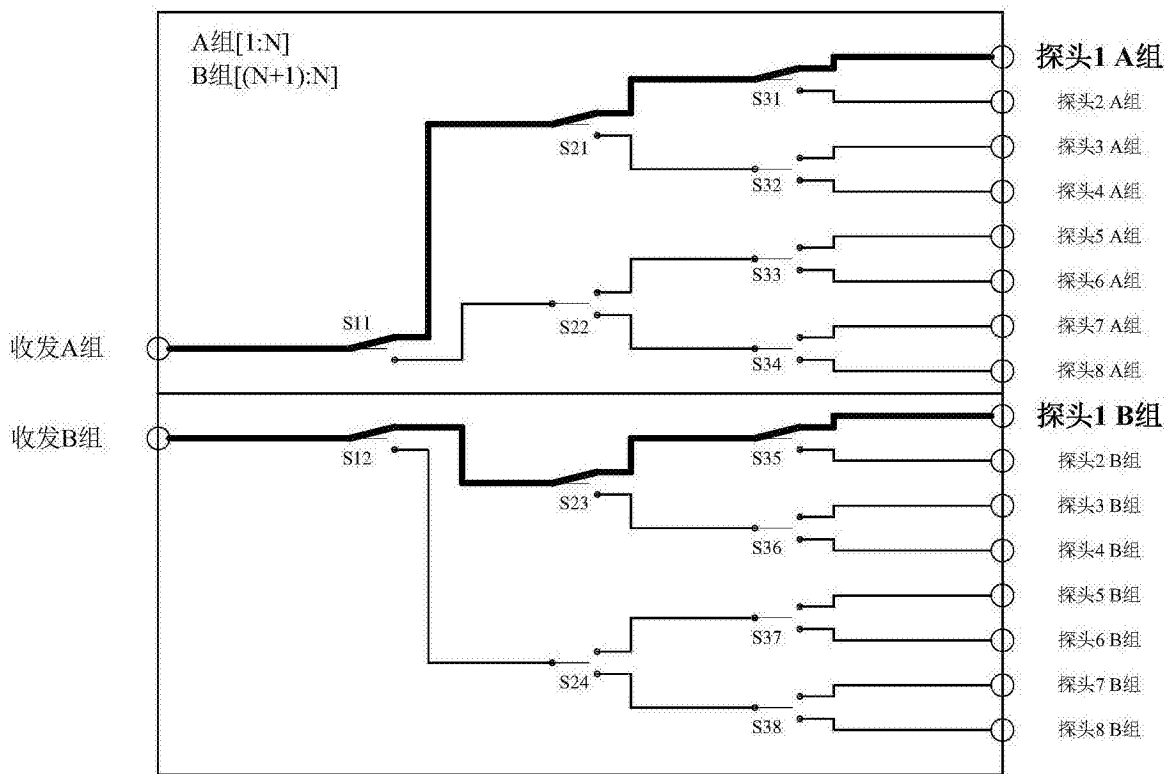 A组[1:N]
B组[(N+1):N]
探头1 A组
S31
探头2 A组
S21
探头3 A组
S32
探头4 A组
探头5 A组
S33
探头6 A组
S11
S22
探头7 A组
收发A组
S34
探头8 A组
探头1 B组
收发B组
S12
S35
探头2 B组
S23
探头3 B组
S36
探头4 B组
探头5 B组
S37
探头6 B组
S24
探头7 B组
S38
探头8 B组